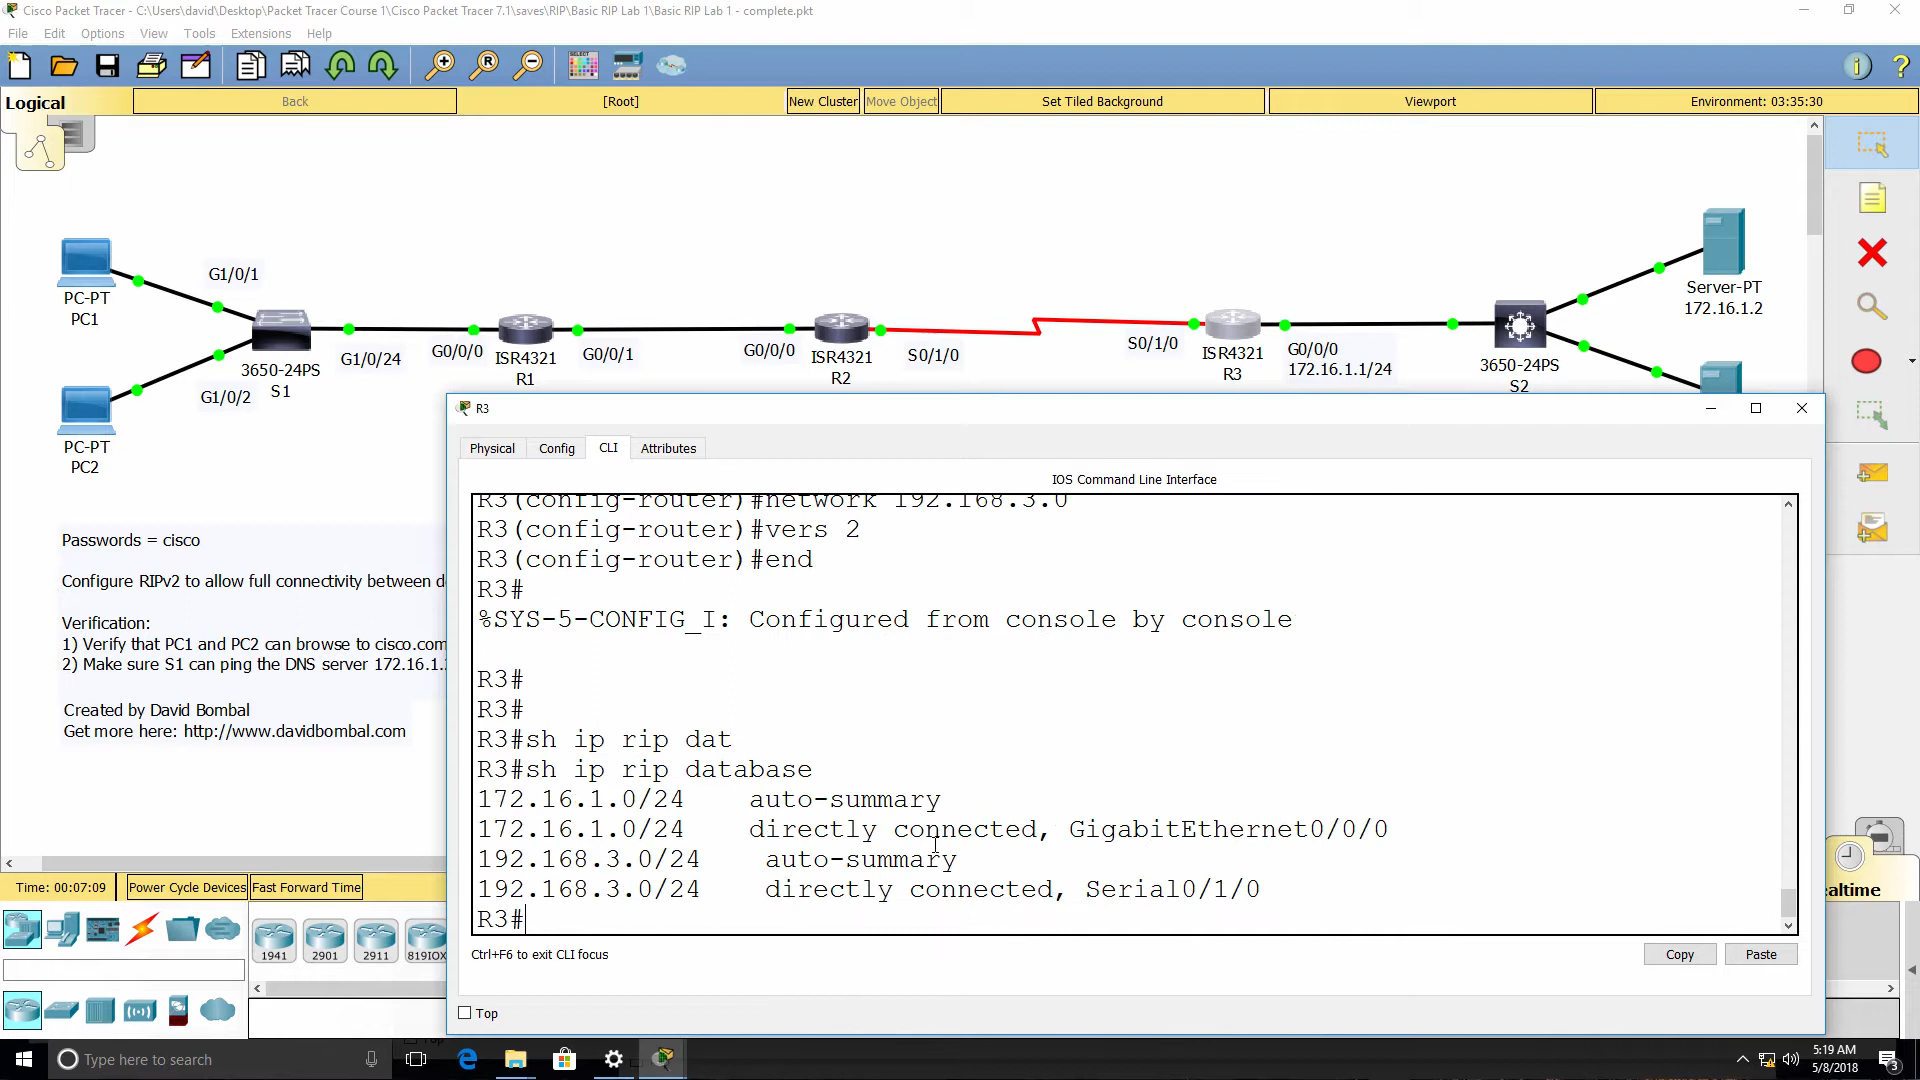 Cisco Packet Tracer - C:\Users\david\Desktop\Packet Tracer Course 1\Cisco Packet Tracer 7.1\saves\RIP\Basic RIP Lab 1\Basic RIP Lab 1 - complete.pkt
File Edit Options View Tools Extensions Help
Logical Back [Root] New Cluster Move Object Set Tiled Background Viewport Environment: 03:35:30
PC-PT
PC1
G1/0/1
3650-24PS
S1
G1/0/24
G0/0/0
ISR4321
R1
G0/0/1
G0/0/0
ISR4321
R2
S0/1/0
S0/1/0
ISR4321
R3
G0/0/0
172.16.1.1/24
3650-24PS
S2
Server-PT
172.16.1.2
G1/0/2
PC-PT
PC2
Passwords = cisco
Configure RIPv2 to allow full connectivity between d
Verification:
1) Verify that PC1 and PC2 can browse to cisco.com
2) Make sure S1 can ping the DNS server 172.16.1.
Created by David Bombal
Get more here: http://www.davidbombal.com
R3
Physical Config CLI Attributes
IOS Command Line Interface
R3(config-router)#network 192.168.3.0
R3(config-router)#vers 2
R3(config-router)#end
R3#
%SYS-5-CONFIG_I: Configured from console by console
R3#
R3#
R3#sh ip rip dat
R3#sh ip rip database
172.16.1.0/24 auto-summary
172.16.1.0/24 directly connected, GigabitEthernet0/0/0
192.168.3.0/24 auto-summary
192.168.3.0/24 directly connected, Serial0/1/0
R3#
Ctrl+F6 to exit CLI focus
Copy Paste
Top
Time: 00:07:09 Power Cycle Devices Fast Forward Time
ealtime
1941 2901 2911 819IOX
Type here to search
5:19 AM
5/8/2018
3